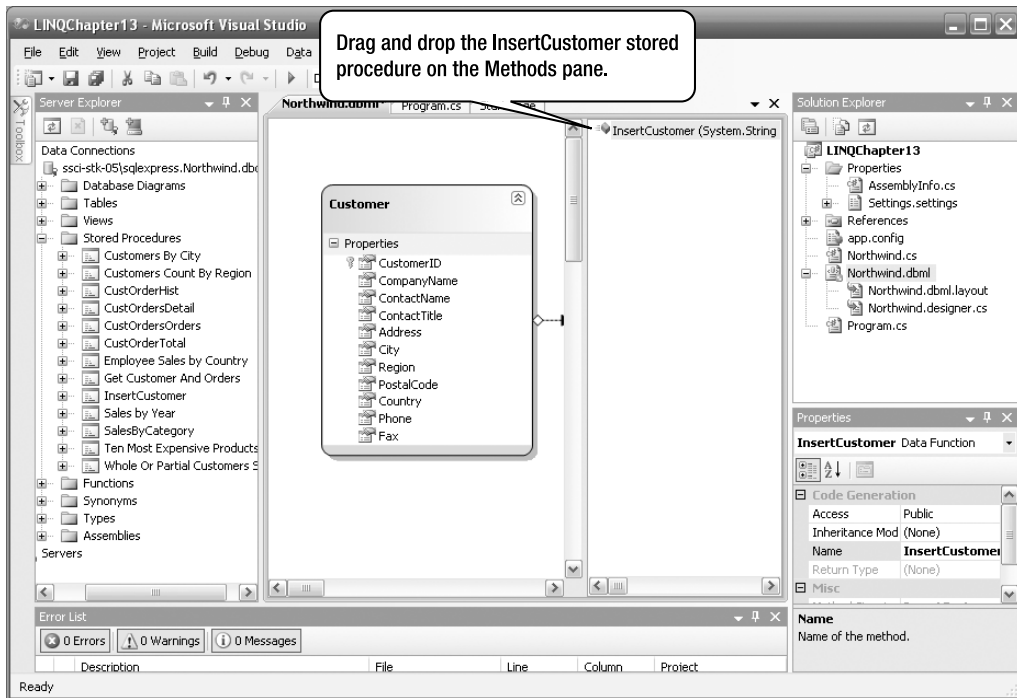 LINQChapter13 - Microsoft Visual Studio
Drag and drop the InsertCustomer stored
procedure on the Methods pane.
File Edit View Project Build Debug Data
Toolbox
Server Explorer
Data Connections
ssci-stk-05\sqlexpress.Northwind.dbo
Database Diagrams
Tables
Views
Stored Procedures
Customers By City
Customers Count By Region
CustOrderHist
CustOrdersDetail
CustOrdersOrders
CustOrderTotal
Employee Sales by Country
Get Customer And Orders
InsertCustomer
Sales by Year
SalesByCategory
Ten Most Expensive Products
Whole Or Partial Customers S
Functions
Synonyms
Types
Assemblies
Servers
Northwind.dbml* Program.cs
Customer
Properties
CustomerID
CompanyName
ContactName
ContactTitle
Address
City
Region
PostalCode
Country
Phone
Fax
InsertCustomer (System.String
Solution Explorer
LINQChapter13
Properties
AssemblyInfo.cs
Settings.settings
References
app.config
Northwind.cs
Northwind.dbml
Northwind.dbml.layout
Northwind.designer.cs
Program.cs
Properties
InsertCustomer Data Function
Code Generation
Access Public
Inheritance Mod (None)
Name InsertCustomer
Return Type (None)
Misc
Name
Name of the method.
Error List
0 Errors 0 Warnings 0 Messages
Description File Line Column Project
Ready